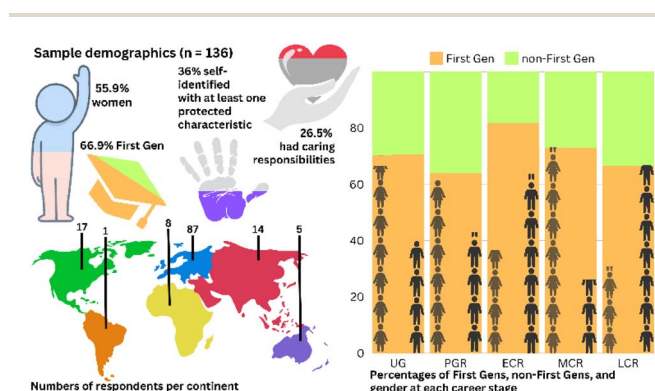 Sample demographics (n = 136)
55.9%
women
36% self-
identified
with at least one
protected
characteristic
26.5%
had caring
responsibilities
66.9% First Gen
17
1
8
87
14
5
Numbers of respondents per continent
First Gen
non-First Gen
80
60
40
20
0
UG
PGR
ECR
MCR
LCR
Percentages of First Gens, non-First Gens, and
gender at each career stage